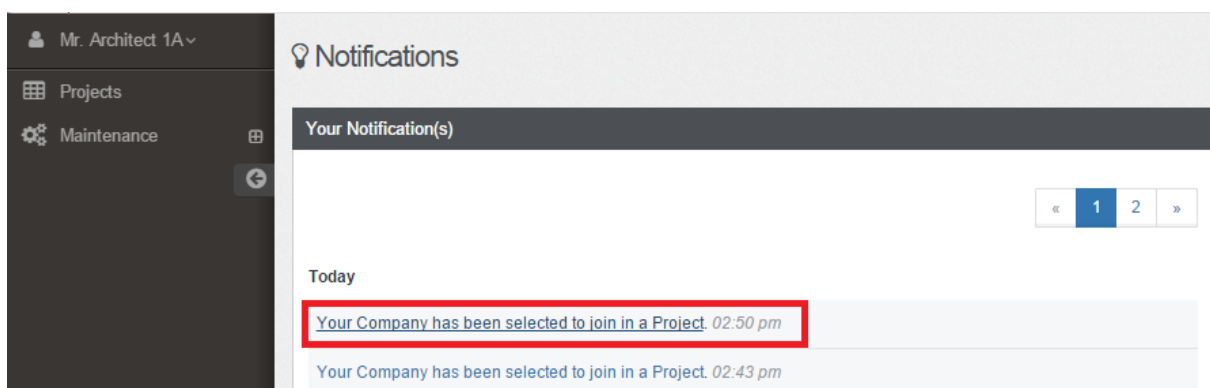 Mr. Architect 1A
Projects
Maintenance
Notifications
Your Notification(s)
« 1 2 »
Today
Your Company has been selected to join in a Project. 02:50 pm
Your Company has been selected to join in a Project. 02:43 pm